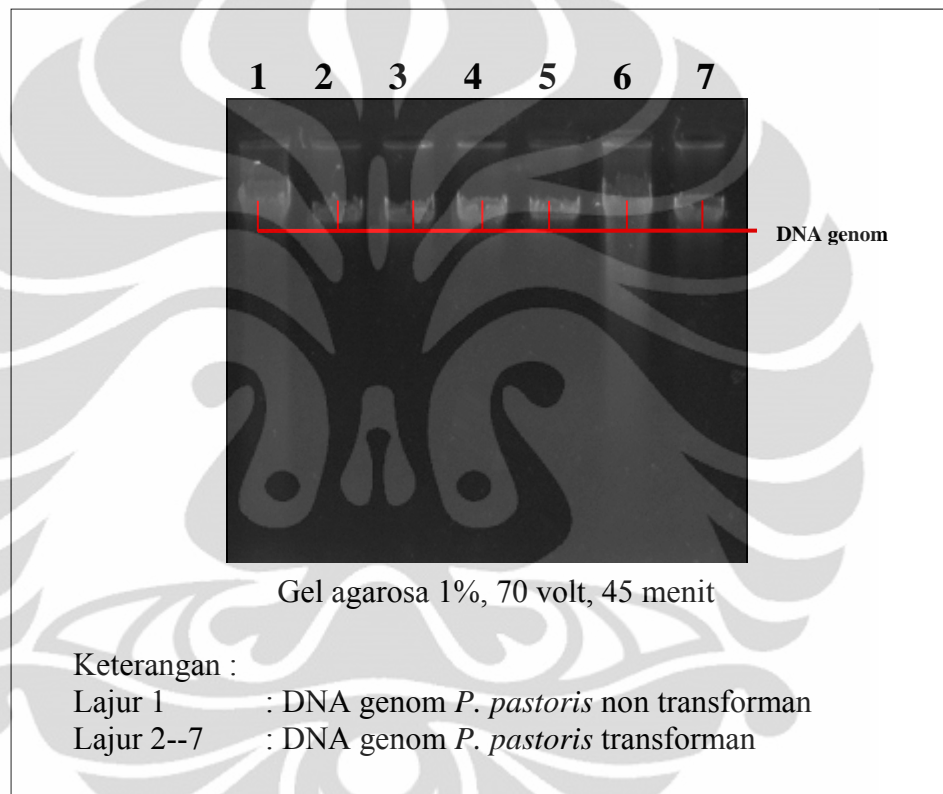 1 2 3 4 5 6 7
DNA genom
Gel agarosa 1%, 70 volt, 45 menit
Keterangan :
Lajur 1 : DNA genom P. pastoris non transforman
Lajur 2--7 : DNA genom P. pastoris transforman